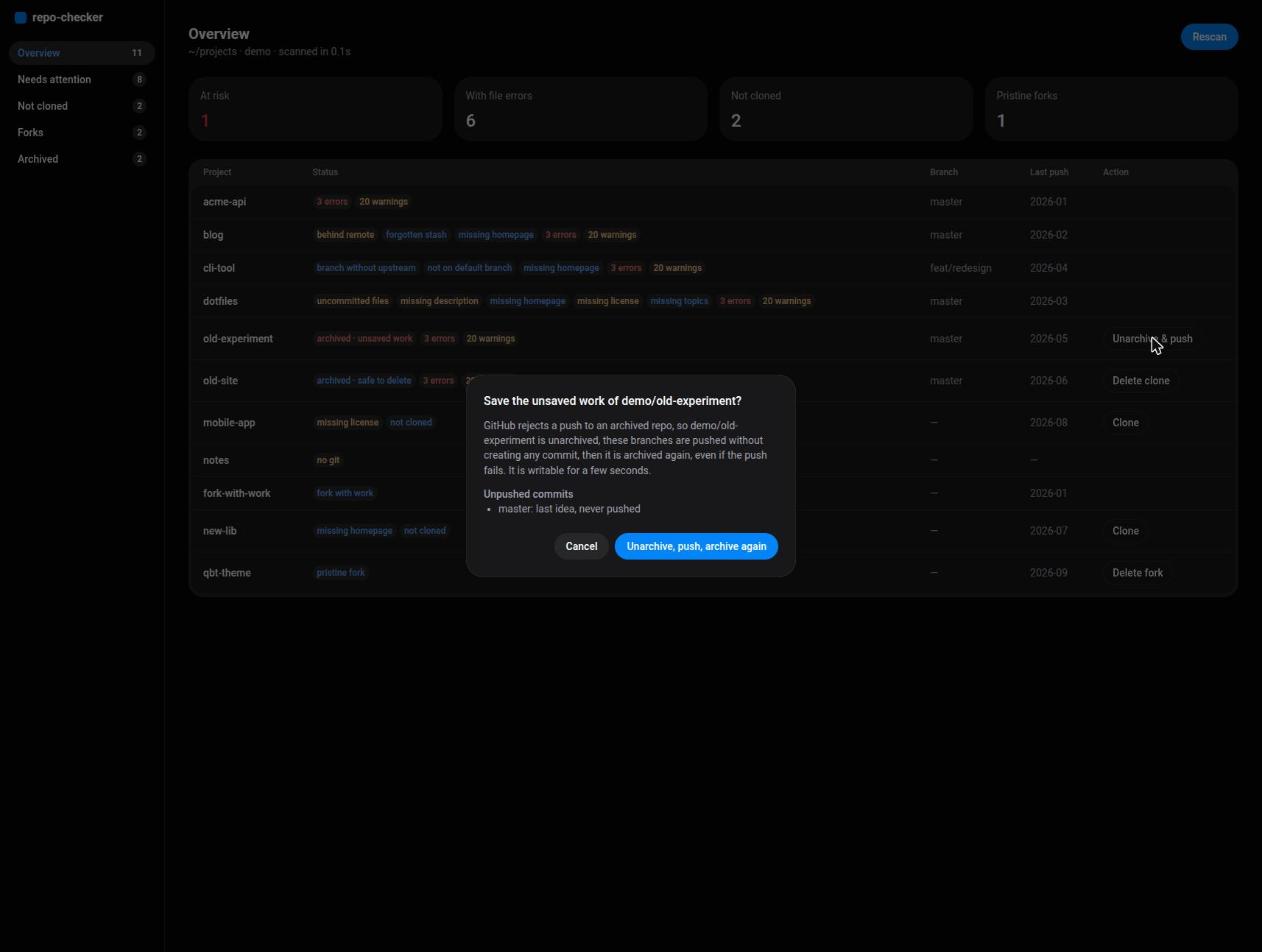 repo-checker
Overview 11
Needs attention 8
Not cloned 2
Forks 2
Archived 2
Overview
~/projects · demo · scanned in 0.1s
Rescan
At risk
1
With file errors
6
Not cloned
2
Pristine forks
1
Project Status Branch Last push Action
acme-api 3 errors 20 warnings master 2026-01
blog behind remote forgotten stash missing homepage 3 errors 20 warnings master 2026-02
cli-tool branch without upstream not on default branch missing homepage 3 errors 20 warnings feat/redesign 2026-04
dotfiles uncommitted files missing description missing homepage missing license missing topics 3 errors 20 warnings master 2026-03
old-experiment archived · unsaved work 3 errors 20 warnings master 2026-05 Unarchive & push
old-site archived · safe to delete 3 errors master 2026-06 Delete clone
mobile-app missing license not cloned — 2026-08 Clone
notes no git — —
fork-with-work fork with work — 2026-01
new-lib missing homepage not cloned — 2026-07 Clone
qbt-theme pristine fork — 2026-09 Delete fork
Save the unsaved work of demo/old-experiment?
GitHub rejects a push to an archived repo, so demo/old-
experiment is unarchived, these branches are pushed without
creating any commit, then it is archived again, even if the push
fails. It is writable for a few seconds.
Unpushed commits
• master: last idea, never pushed
Cancel
Unarchive, push, archive again